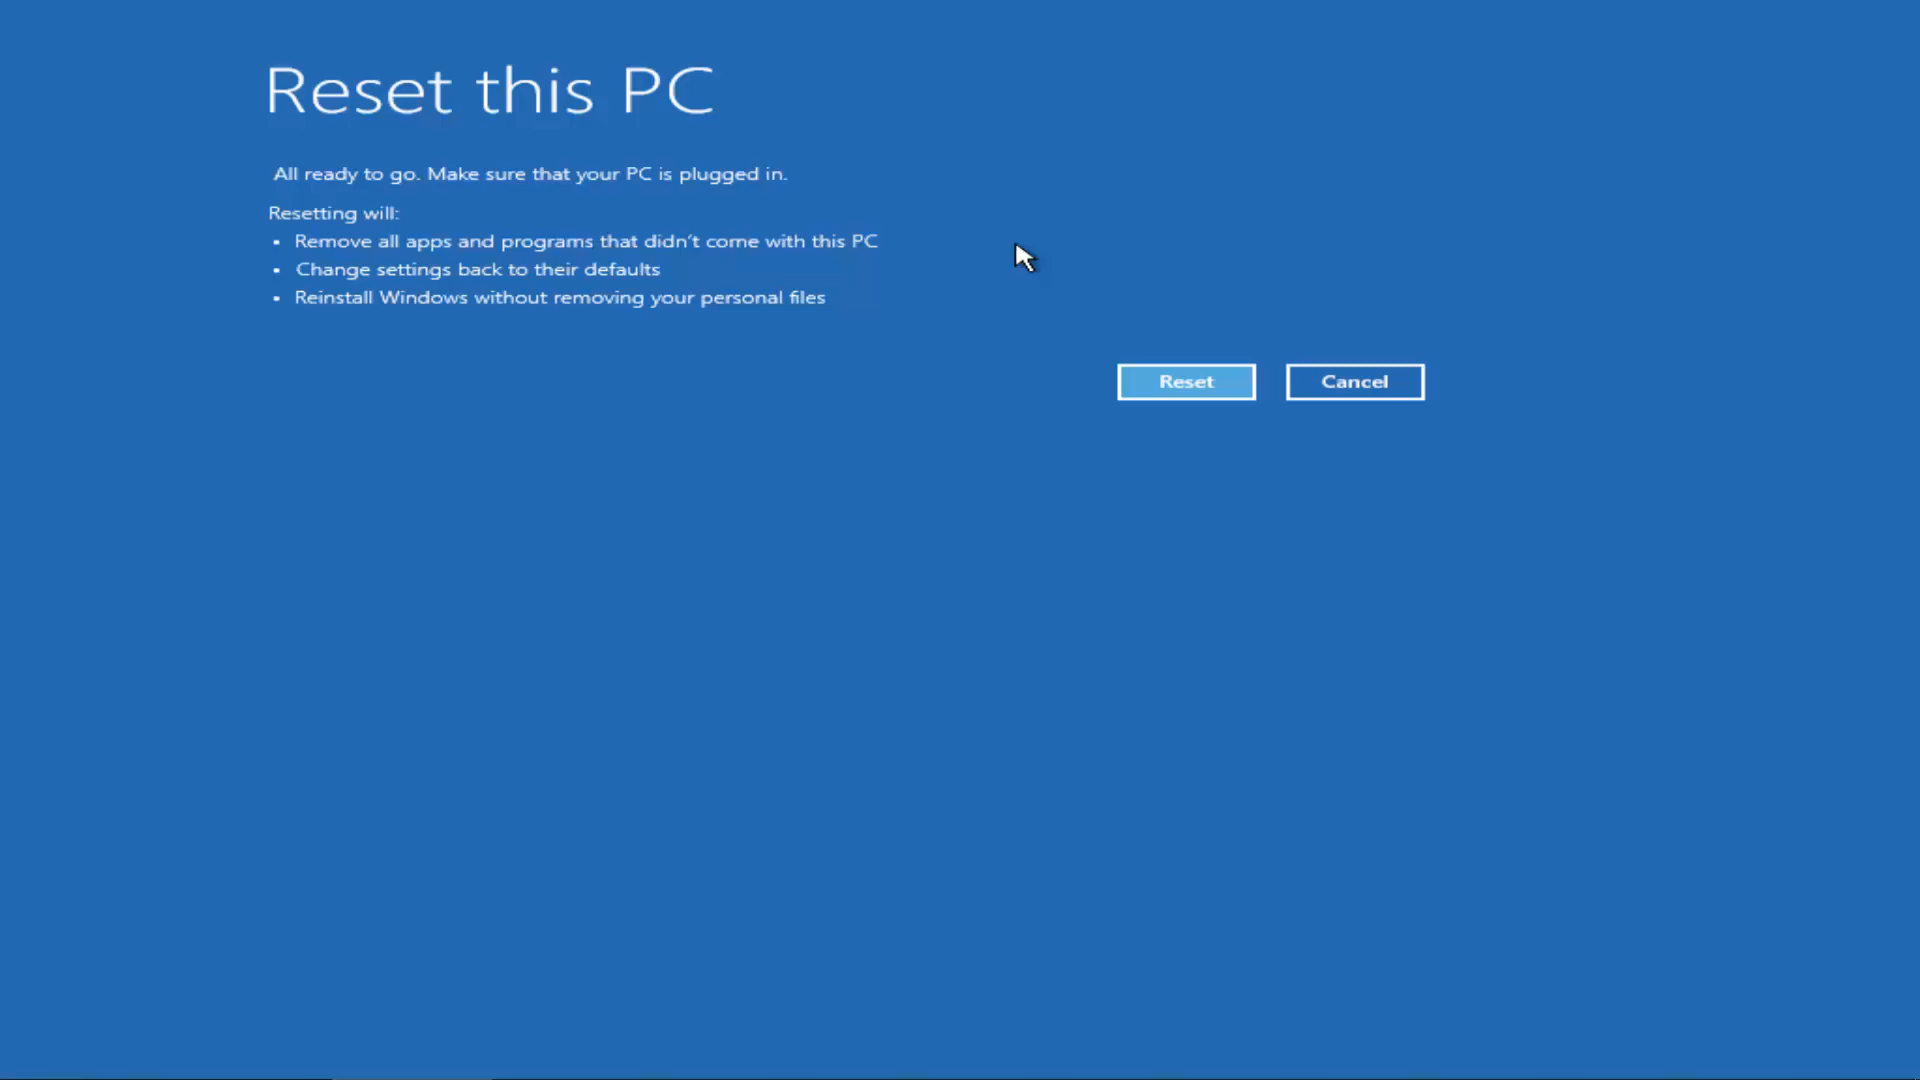 Reset this PC
All ready to go. Make sure that your PC is plugged in.
Resetting will:
• Remove all apps and programs that didn't come with this PC
• Change settings back to their defaults
• Reinstall Windows without removing your personal files
Reset Cancel